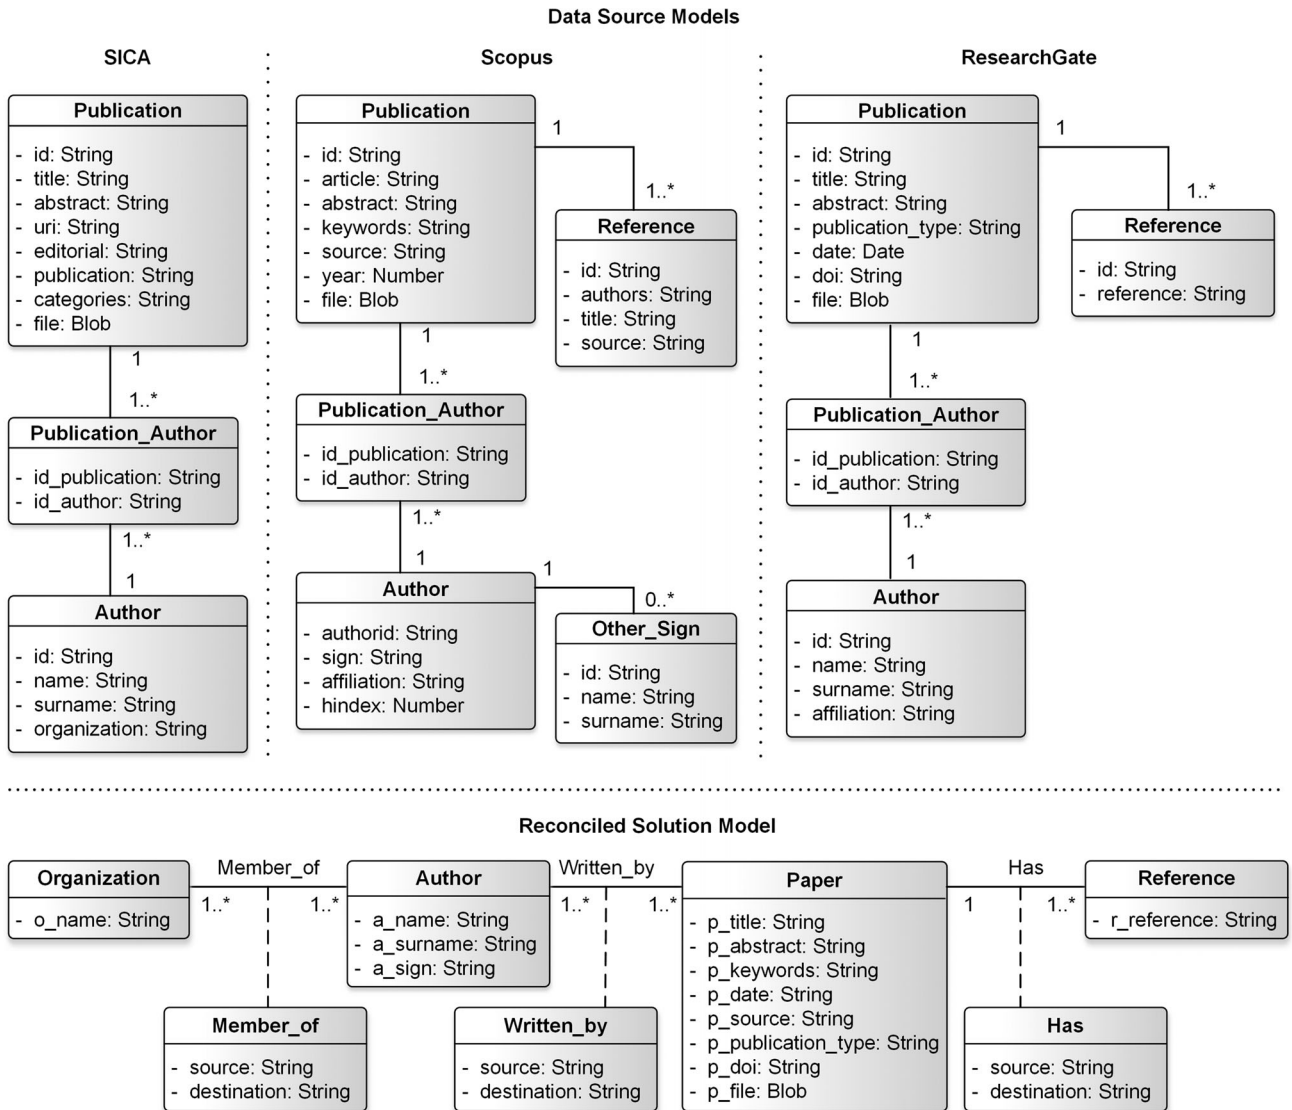 Data Source Models
SICA
Publication
- id: String
- title: String
- abstract: String
- uri: String
- editorial: String
- publication: String
- categories: String
- file: Blob
1
1..*
Publication_Author
- id_publication: String
- id_author: String
1..*
1
Author
- id: String
- name: String
- surname: String
- organization: String
Scopus
Publication
- id: String
- article: String
- abstract: String
- keywords: String
- source: String
- year: Number
- file: Blob
1
1..*
Reference
- id: String
- authors: String
- title: String
- source: String
1
1..*
Publication_Author
- id_publication: String
- id_author: String
1..*
1
Author
- authorid: String
- sign: String
- affiliation: String
- hindex: Number
1
0..*
Other_Sign
- id: String
- name: String
- surname: String
ResearchGate
Publication
- id: String
- title: String
- abstract: String
- publication_type: String
- date: Date
- doi: String
- file: Blob
1
1..*
Reference
- id: String
- reference: String
1
1..*
Publication_Author
- id_publication: String
- id_author: String
1..*
1
Author
- id: String
- name: String
- surname: String
- affiliation: String
Reconciled Solution Model
Organization
- o_name: String
Member_of
1..*
1..*
Author
- a_name: String
- a_surname: String
- a_sign: String
Written_by
1..*
1..*
Paper
- p_title: String
- p_abstract: String
- p_keywords: String
- p_date: String
- p_source: String
- p_publication_type: String
- p_doi: String
- p_file: Blob
Has
1
1..*
Reference
- r_reference: String
Member_of
- source: String
- destination: String
Written_by
- source: String
- destination: String
Has
- source: String
- destination: String